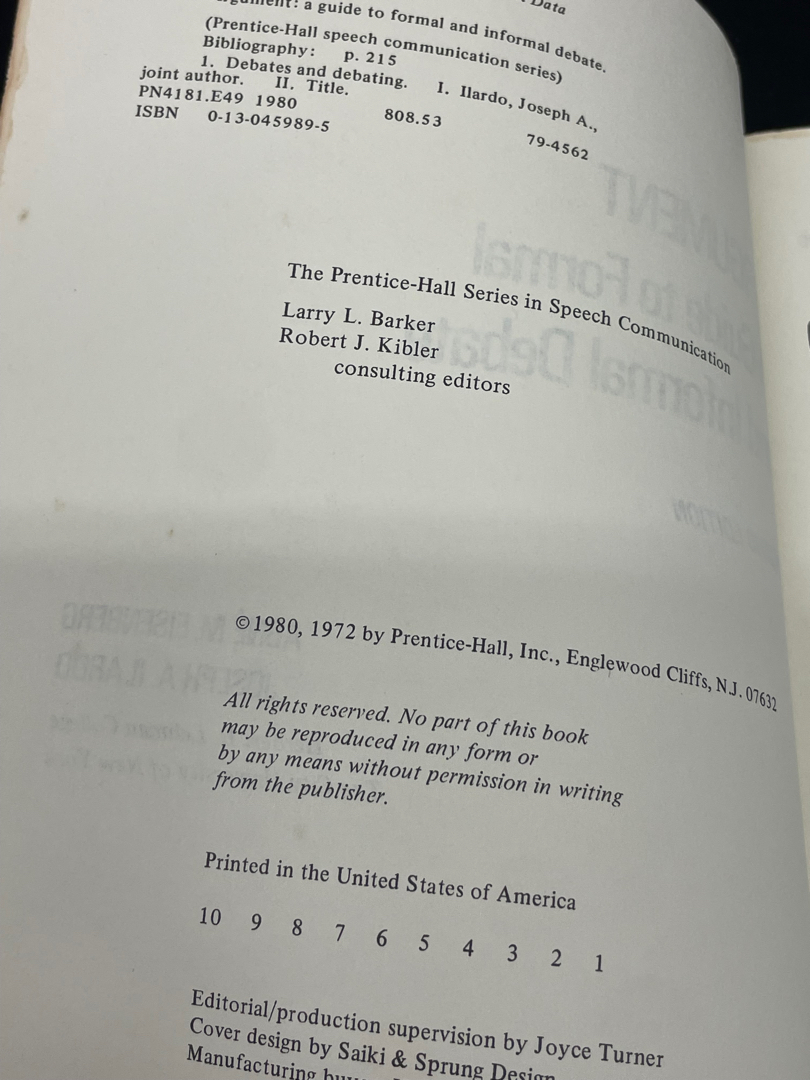 Data
a guide to formal and informal debate.
(Prentice-Hall speech communication series)
Bibliography: p. 215
1. Debates and debating. I. Ilardo, Joseph A.,
joint author. II. Title.
PN4181.E49 1980 808.53 79-4562
ISBN 0-13-045989-5
The Prentice-Hall Series in Speech Communication
Larry L. Barker
Robert J. Kibler
consulting editors
©1980, 1972 by Prentice-Hall, Inc., Englewood Cliffs, N.J. 07632
All rights reserved. No part of this book
may be reproduced in any form or
by any means without permission in writing
from the publisher.
Printed in the United States of America
10 9 8 7 6 5 4 3 2 1
Editorial/production supervision by Joyce Turner
Cover design by Saiki & Sprung Design
Manufacturing